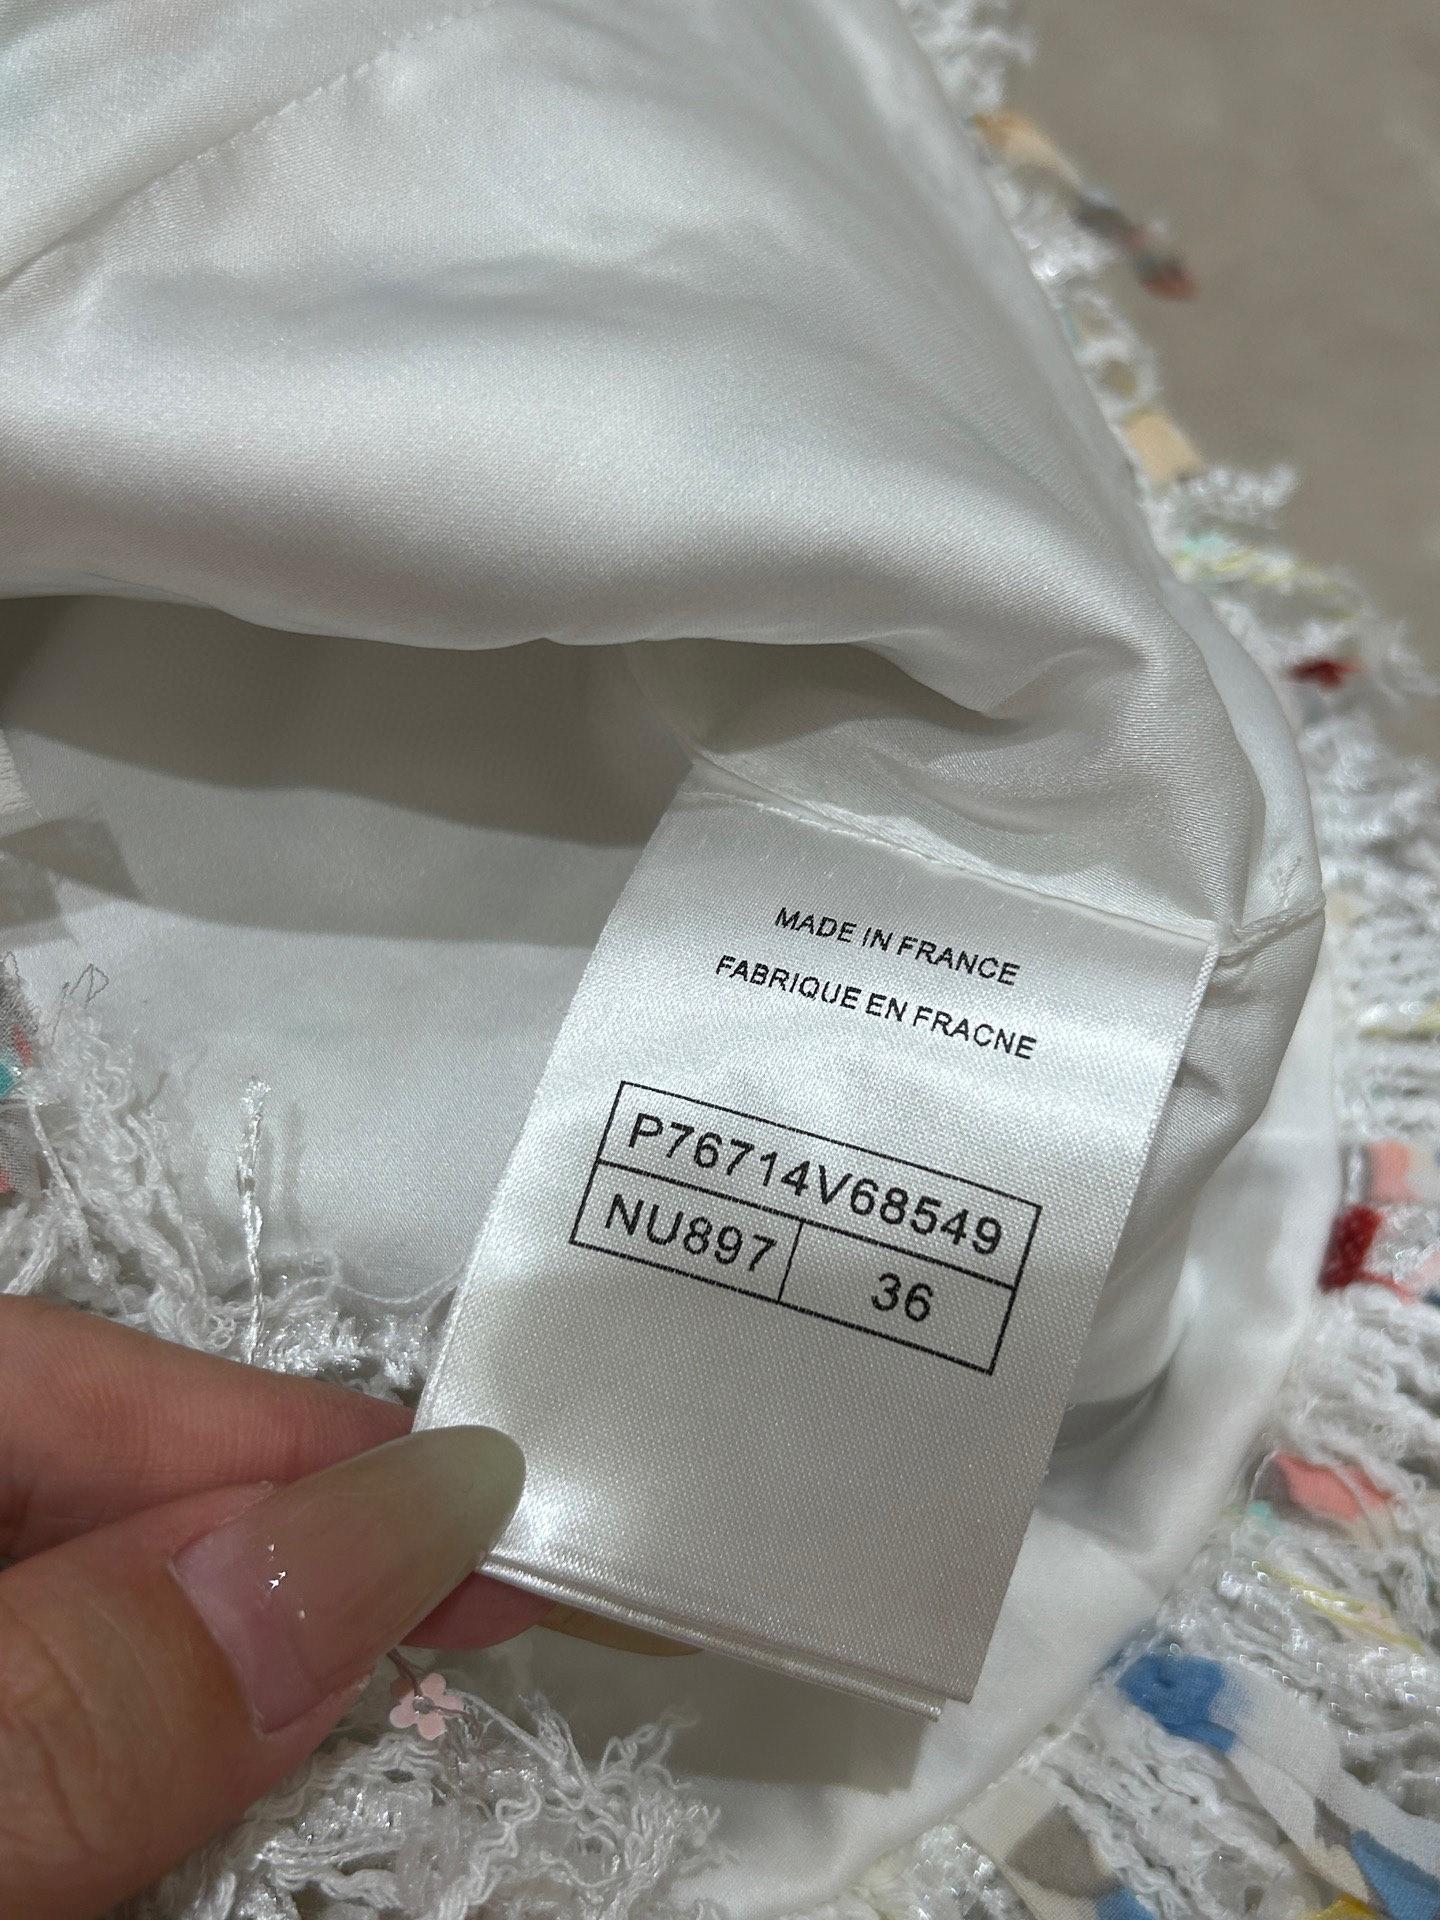 MADE IN FRANCE
FABRIQUE EN FRACNE
P76714V68549
NU897 36